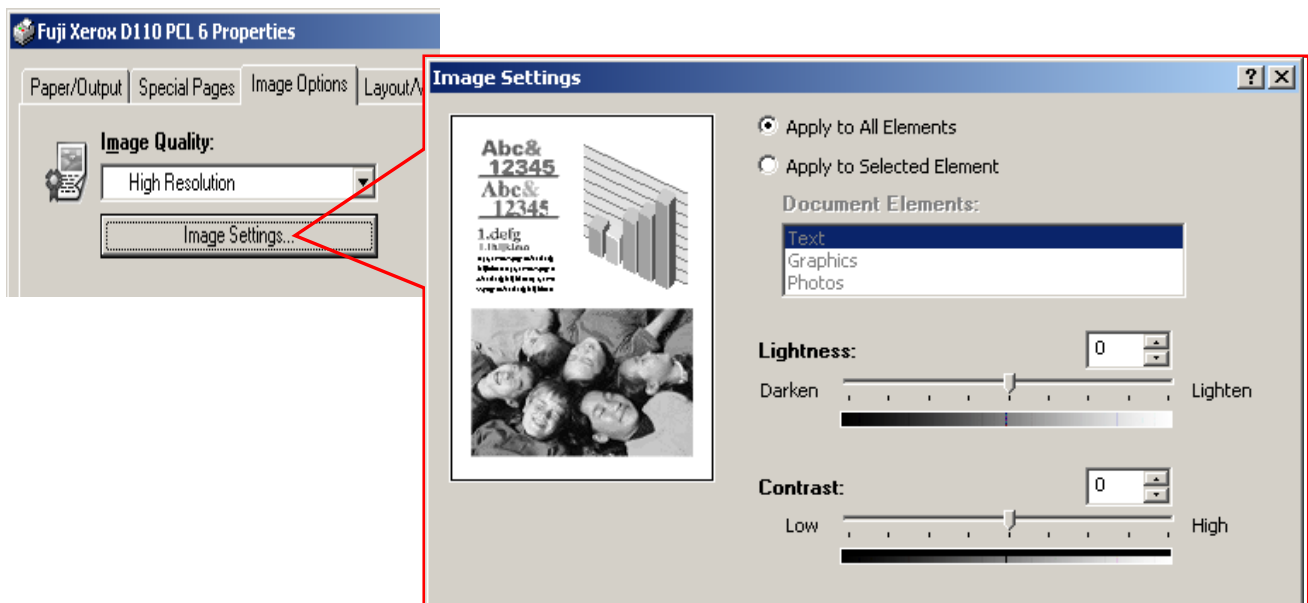 Fuji Xerox D110 PCL 6 Properties
Paper/Output
Special Pages
Image Options
Image Quality:
High Resolution
Image Settings...
Image Settings
Abc&
12345
Abc&
12345
1.defg
Apply to All Elements
Apply to Selected Element
Document Elements:
Text
Graphics
Photos
Lightness:
0
Darken
Lighten
Contrast:
0
Low
High